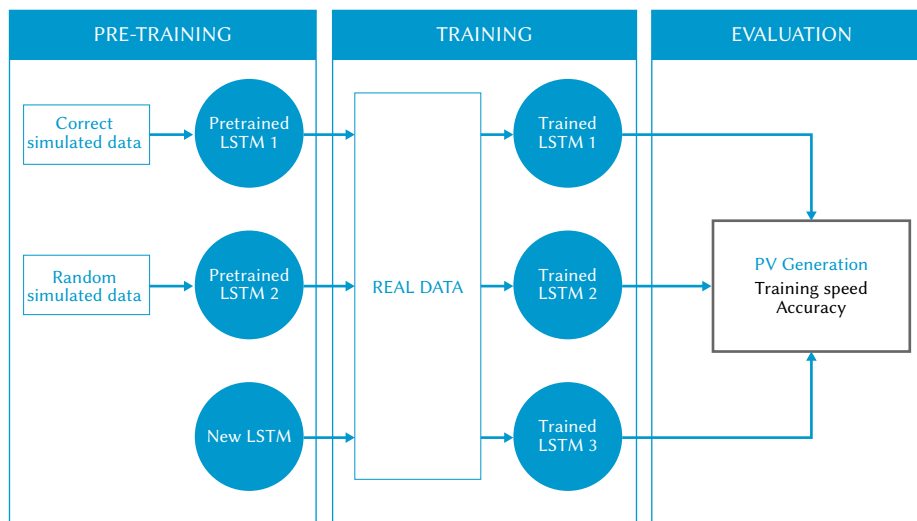 PRE-TRAINING
TRAINING
EVALUATION
Correct
simulated data
Pretrained
LSTM 1
Trained
LSTM 1
Random
simulated data
Pretrained
LSTM 2
REAL DATA
Trained
LSTM 2
PV Generation
Training speed
Accuracy
New LSTM
Trained
LSTM 3